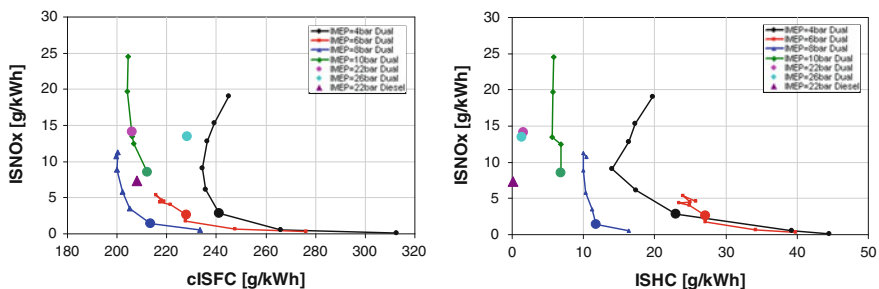 ISNOx [g/kWh]
30
25
20
15
10
5
0
180 200 220 240 260 280 300 320
cISFC [g/kWh]
IMEP=4bar Dual
IMEP=6bar Dual
IMEP=8bar Dual
IMEP=10bar Dual
IMEP=22bar Dual
IMEP=26bar Dual
IMEP=22bar Diesel
ISNOx [g/kWh]
30
25
20
15
10
5
0
0 10 20 30 40 50
ISHC [g/kWh]
IMEP=4bar Dual
IMEP=6bar Dual
IMEP=8bar Dual
IMEP=10bar Dual
IMEP=22bar Dual
IMEP=26bar Dual
IMEP=22bar Diesel